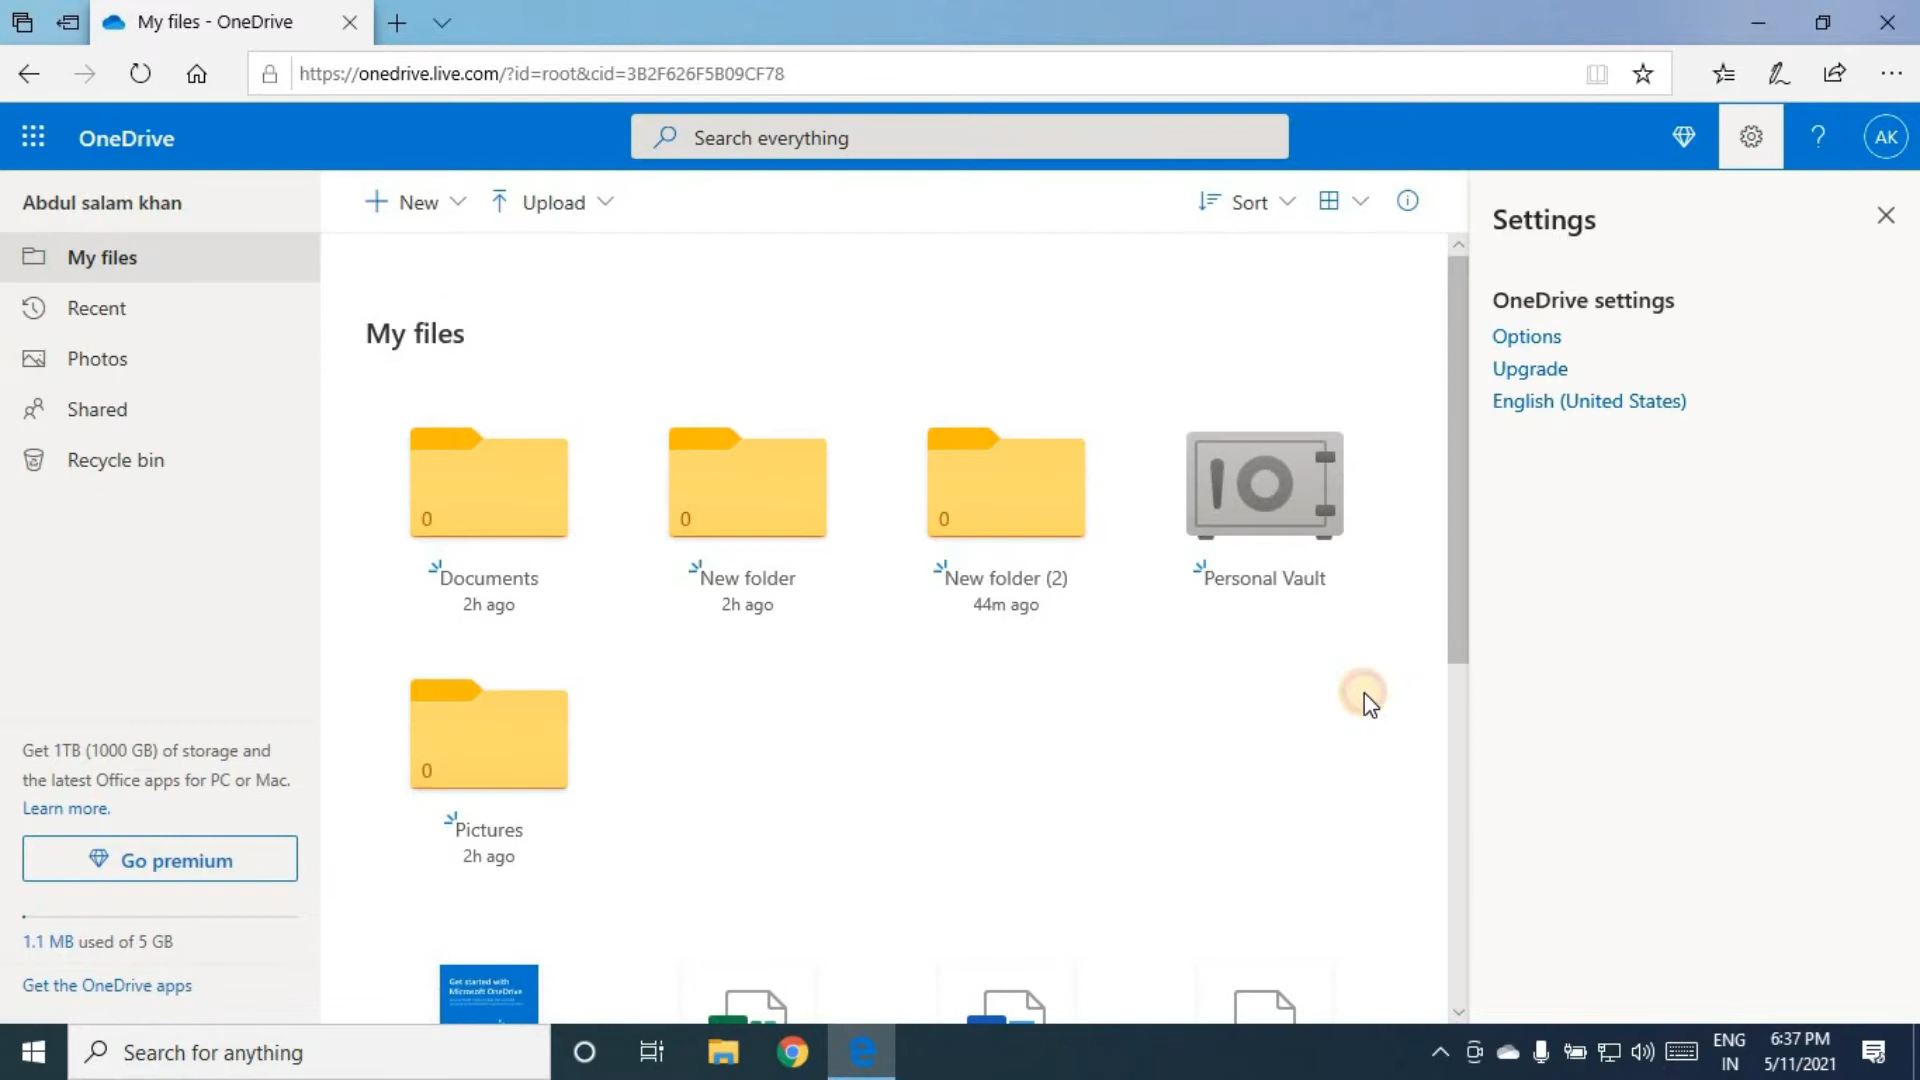 My files - OneDrive
https://onedrive.live.com/?id=root&cid=3B2F626F5B09CF78
OneDrive
Search everything
?
AK
Abdul salam khan
My files
Recent
Photos
Shared
Recycle bin
Get 1TB (1000 GB) of storage and
the latest Office apps for PC or Mac.
Learn more.
Go premium
1.1 MB used of 5 GB
Get the OneDrive apps
New
Upload
Sort
My files
0
0
0
Documents
New folder
New folder (2)
Personal Vault
2h ago
2h ago
44m ago
0
Pictures
2h ago
Get started with
Microsoft OneDrive
Settings
OneDrive settings
Options
Upgrade
English (United States)
Search for anything
ENG
IN
6:37 PM
5/11/2021